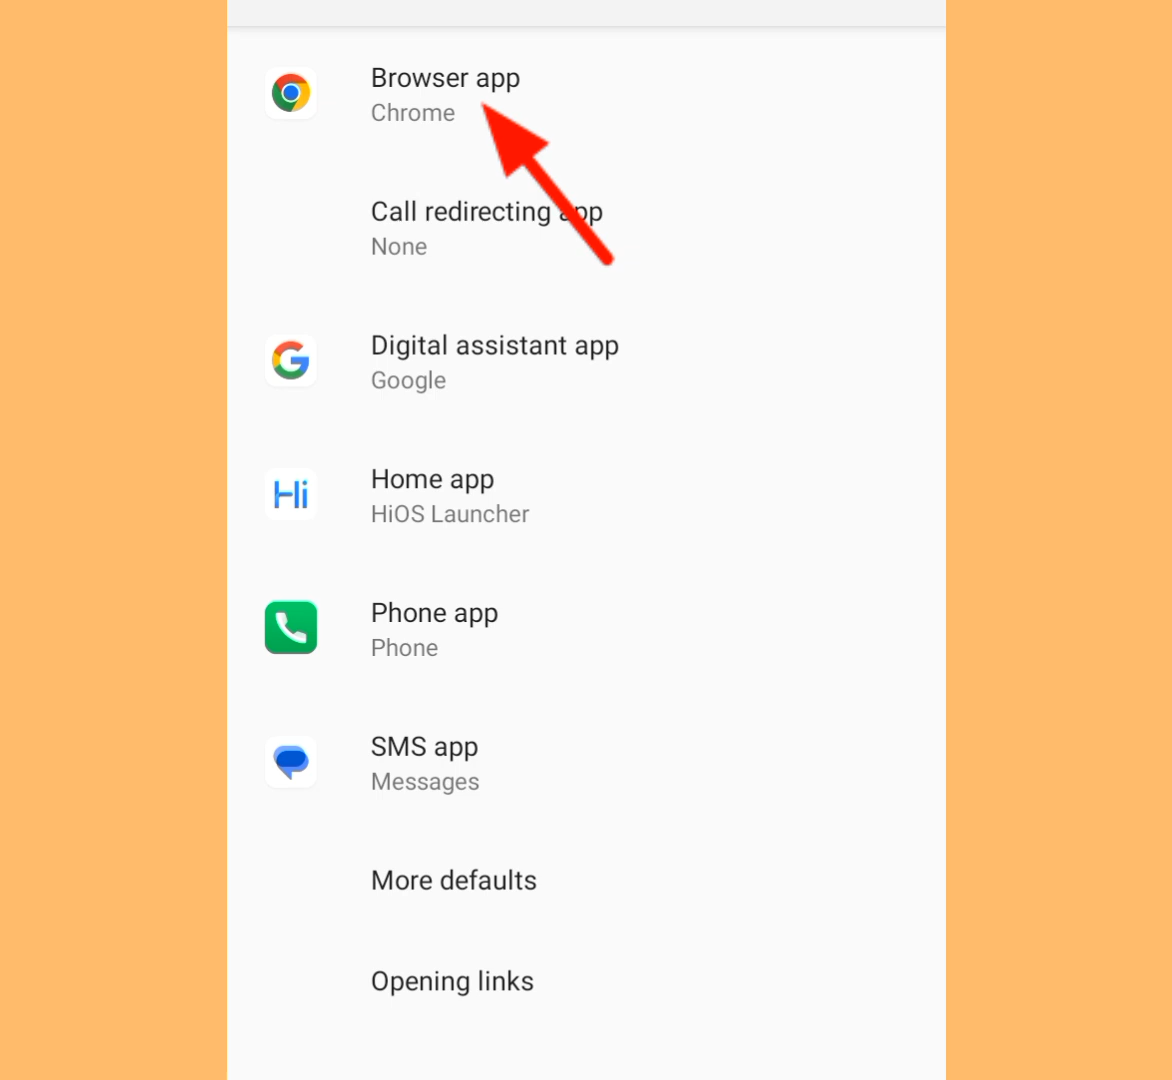 Browser app
Chrome
Call redirecting app
None
Digital assistant app
Google
Hi
Home app
HiOS Launcher
Phone app
Phone
SMS app
Messages
More defaults
Opening links